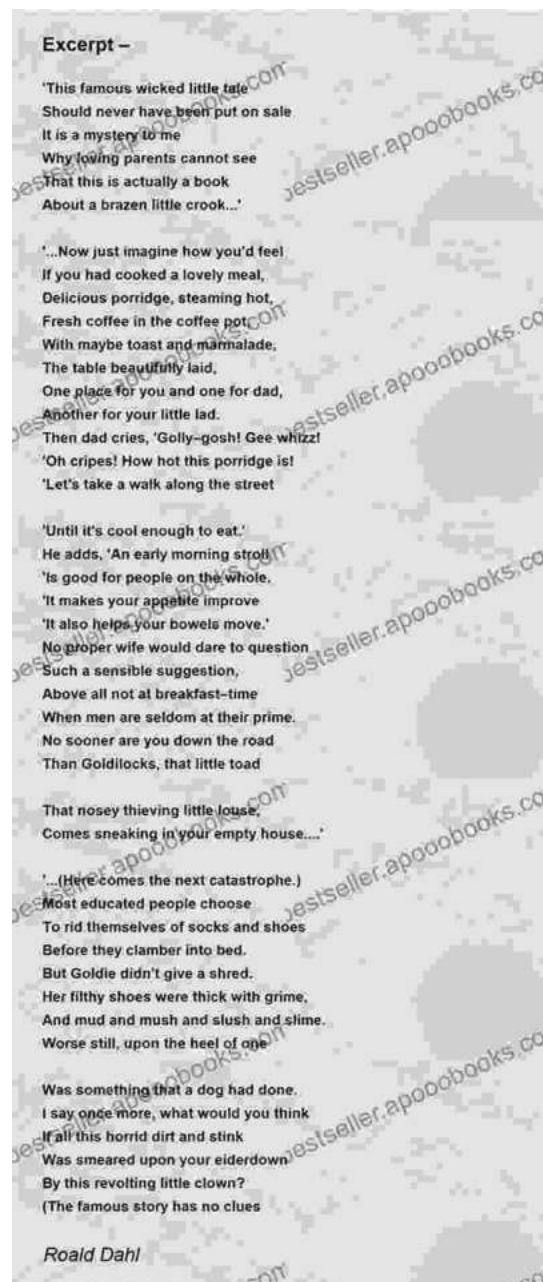 Excerpt –
'This famous wicked little tale
Should never have been put on sale
It is a mystery to me
Why loving parents cannot see
That this is actually a book
About a brazen little crook...'
'...Now just imagine how you'd feel
If you had cooked a lovely meal,
Delicious porridge, steaming hot,
Fresh coffee in the coffee pot,
With maybe toast and marmalade,
The table beautifully laid,
One place for you and one for dad,
Another for your little lad.
Then dad cries, 'Golly-gosh! Gee whizz!
'Oh cripes! How hot this porridge is!
'Let's take a walk along the street
'Until it's cool enough to eat.'
He adds, 'An early morning stroll
'Is good for people on the whole.
'It makes your appetite improve
'It also helps your bowels move.'
No proper wife would dare to question
Such a sensible suggestion,
Above all not at breakfast-time
When men are seldom at their prime.
No sooner are you down the road
Than Goldilocks, that little toad
That nosey thieving little louse,
Comes sneaking in your empty house....'
'...(Here comes the next catastrophe.)
Most educated people choose
To rid themselves of socks and shoes
Before they clamber into bed.
But Goldie didn't give a shred.
Her filthy shoes were thick with grime,
And mud and mush and slush and slime.
Worse still, upon the heel of one
Was something that a dog had done.
I say once more, what would you think
If all this horrid dirt and stink
Was smeared upon your eiderdown
By this revolting little clown?
(The famous story has no clues
Roald Dahl
bestseller.apooobooks.com